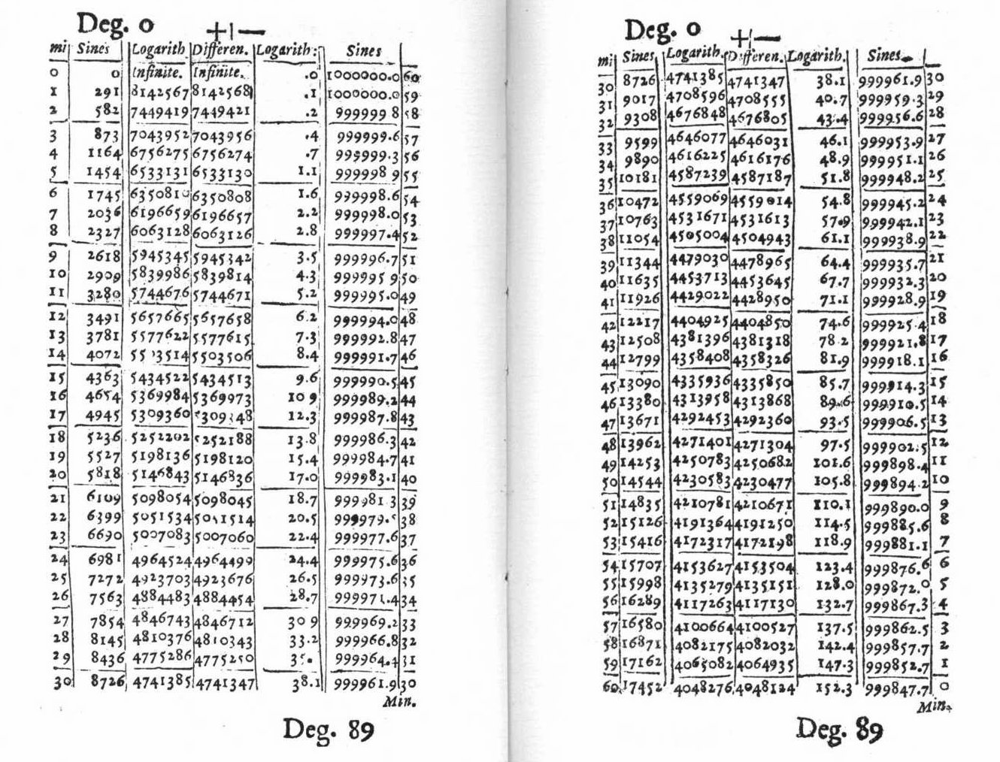 Deg. 0
+|—
mi Sines Logarith. Differen. Logarith: Sines
0 0 Infinite. Infinite. .0 1000000.0 60
1 291 8142567 8142568 .1 1000000.0 59
2 582 7449419 7449421 .2 999999 8 58
3 873 7043952 7043956 .4 999999.6 57
4 1164 6756275 6756274 .7 999999.3 56
5 1454 6533131 6533130 1.1 999998 9 55
6 1745 6350810 6350808 1.6 999998.6 54
7 2036 6196659 6196657 2.2 999998.0 53
8 2327 6063128 6063126 2.8 999997.4 52
9 2618 5945345 5945342 3.5 999996.7 51
10 2909 5839986 5839814 4.3 999995 9 50
11 3280 5744676 5744671 5.2 999995.0 49
12 3491 5657665 5657658 6.2 999994.0 48
13 3781 5577622 5577615 7.3 999992.8 47
14 4072 5503506 8.4 999991.7 46
15 4363 5434522 5434513 9.6 999990.5 45
16 4654 5369984 5369973 10 9 999989.2 44
17 4945 5309360 12.3 999987.8 43
18 5236 5252202 5252188 13.8 999986.3 42
19 5527 5198136 5198120 15.4 999984.7 41
20 5818 5146843 5146836 17.0 999983.1 40
21 6109 5098054 5098045 18.7 999981 3 39
22 6399 5051534 5051514 20.5 38
23 6690 5007083 5007060 22.4 999977.6 37
24 6981 4964524 4964499 24.4 999975.6 36
25 7272 4923703 4923676 26.5 999973.6 35
26 7563 4884483 4884454 28.7 999971.4 34
27 7854 4846743 4846712 30 9 999969.2 33
28 8145 4810376 4810343 33.2 999966.8 32
29 8436 4775286 4775250 999964.4 31
30 8726 4741385 4741347 38.1 999961.9 30
Min.
Deg. 89
Deg. 0
+|—
mi Sines Logarith. Differen. Logarith. Sines
30 8726 4741385 4741347 38.1 999961.9 30
31 9017 4708596 4708555 40.7 999959.3 29
32 9308 4676848 4676805 43.4 999956.6 28
33 9599 4646077 4646031 46.1 999953.9 27
34 9890 4616225 4616176 48.9 999951.1 26
35 10181 4587239 4587187 51.8 999948.2 25
36 10472 4559069 4559014 54.8 999945.2 24
37 10763 4531671 4531613 57.9 999942.1 23
38 11054 4505004 4504943 61.1 999938.9 22
39 11344 4479030 4478965 64.4 999935.7 21
40 11635 4453713 4453645 67.7 999932.3 20
41 11926 4429022 4428950 71.1 999928.9 19
42 12217 4404925 4404850 74.6 999925.4 18
43 12508 4381396 4381318 78 2 999921.8 17
44 12799 4358408 4358326 81.9 999918.1 16
45 13090 4335936 4335850 85.7 999914.3 15
46 13380 4313958 4313868 89.6 999910.5 14
47 13671 4292453 4292360 93.5 999906.5 13
48 13962 4271401 4271304 97.5 999902.5 12
49 14253 4250783 4250682 101.6 999898.4 11
50 14544 4230583 4230477 105.8 999894.2 10
51 14835 4210781 4210671 110.1 999890.0 9
52 15126 4191364 4191250 114.5 999885.6 8
53 15416 4172317 4172198 118.9 999881.1 7
54 15707 4153627 4153504 123.4 999876.6 6
55 15998 4135279 4135151 128.0 999872.0 5
56 16289 4117263 4117130 132.7 999867.3 4
57 16580 4100664 4100527 137.5 999862.5 3
58 16871 4082175 4082032 142.4 999857.7 2
59 17162 4065082 4064935 147.3 999852.7 1
60 17452 4048276 4048124 152.3 999847.7 0
Min.
Deg. 89